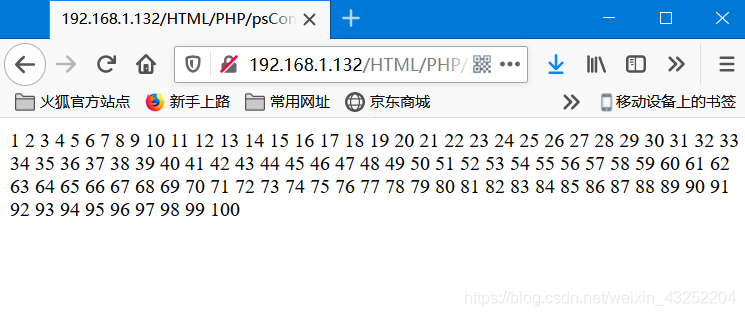 192.168.1.132/HTML/PHP/psCon
192.168.1.132/HTML/PHP/
火狐官方站点 新手上路 常用网址 京东商城 移动设备上的书签
1 2 3 4 5 6 7 8 9 10 11 12 13 14 15 16 17 18 19 20 21 22 23 24 25 26 27 28 29 30 31 32 33
34 35 36 37 38 39 40 41 42 43 44 45 46 47 48 49 50 51 52 53 54 55 56 57 58 59 60 61 62
63 64 65 66 67 68 69 70 71 72 73 74 75 76 77 78 79 80 81 82 83 84 85 86 87 88 89 90 91
92 93 94 95 96 97 98 99 100
https://blog.csdn.net/weixin_43252204